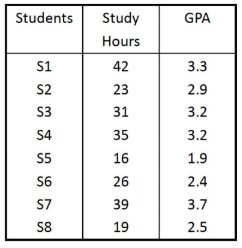 Students Study Hours GPA
S1 42 3.3
S2 23 2.9
S3 31 3.2
S4 35 3.2
S5 16 1.9
S6 26 2.4
S7 39 3.7
S8 19 2.5